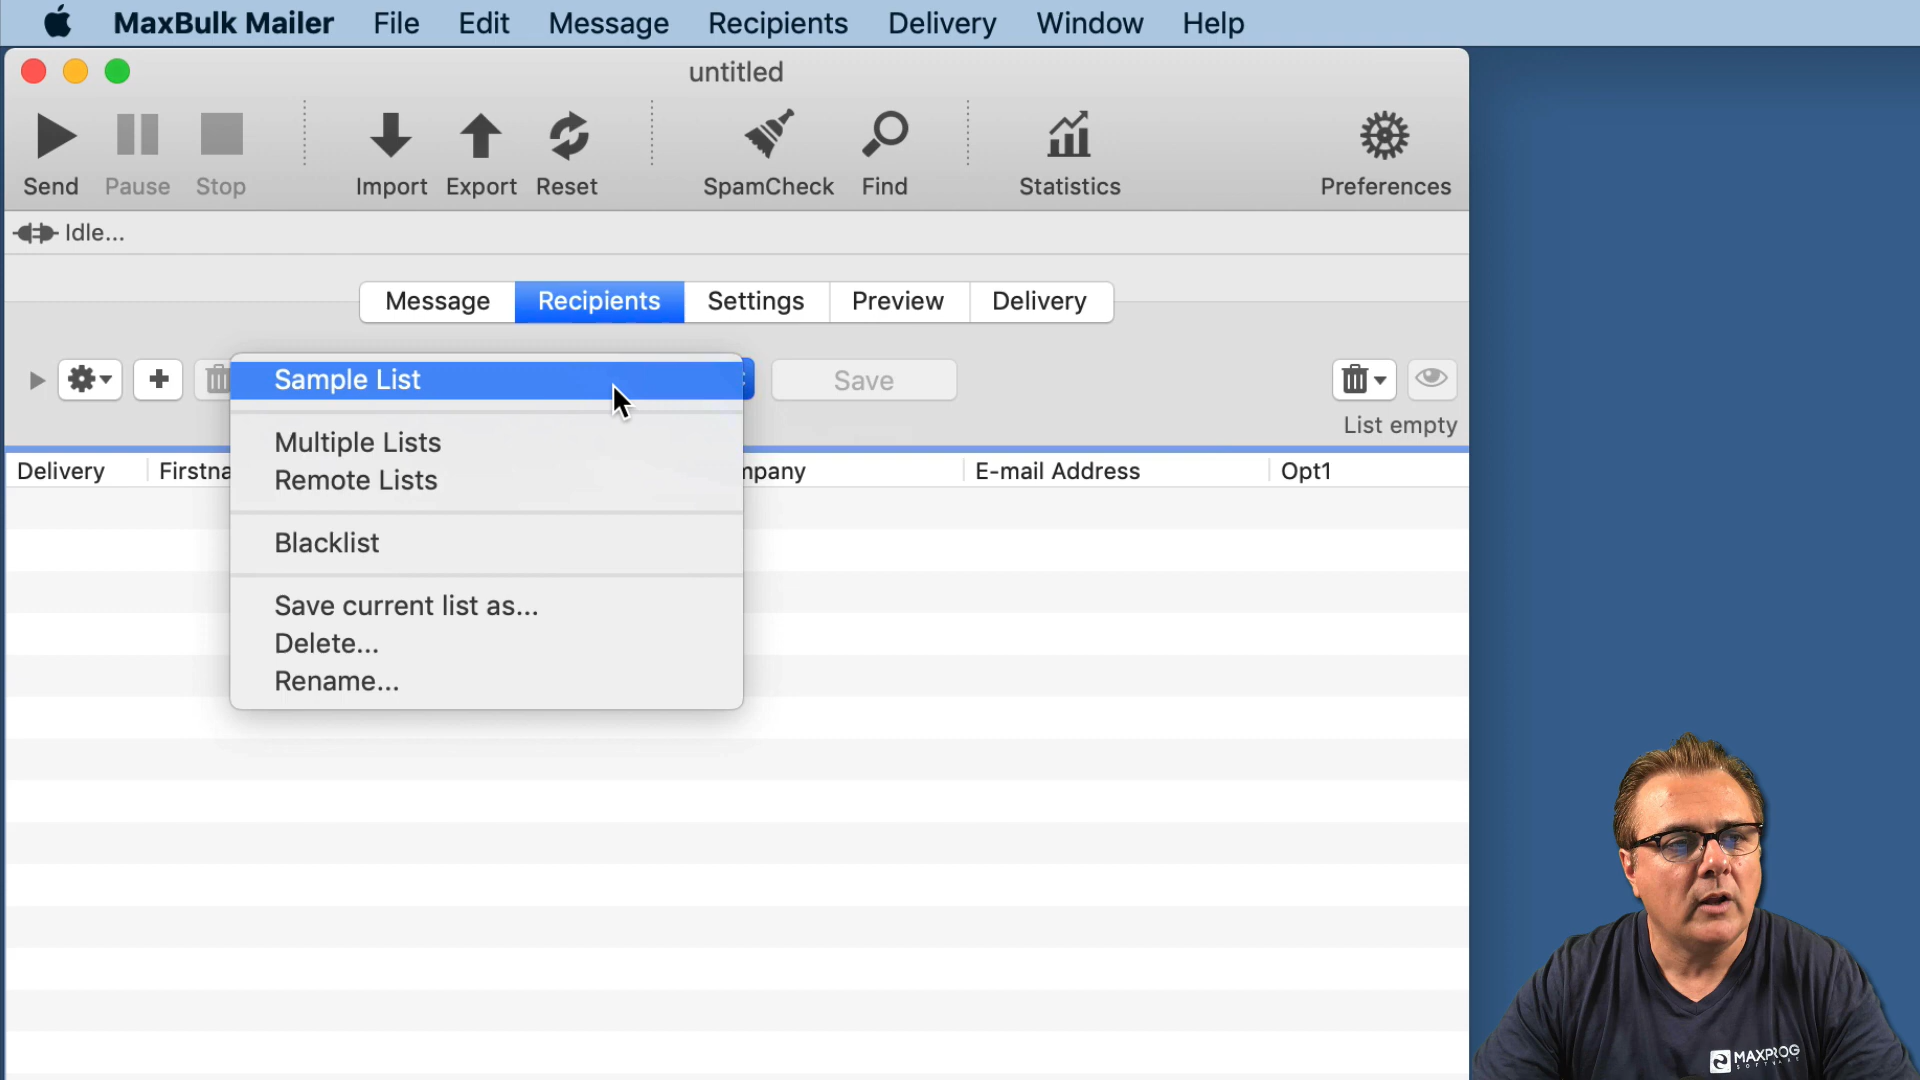 MaxBulk Mailer File Edit Message Recipients Delivery Window Help
untitled
Send Pause Stop Import Export Reset SpamCheck Find Statistics Preferences
Idle...
Message Recipients Settings Preview Delivery
Sample List
Save
List empty
Multiple Lists
Remote Lists
Delivery Firstna mpany E-mail Address Opt1
Blacklist
Save current list as...
Delete...
Rename...
MAXPROG
SOFTWARE